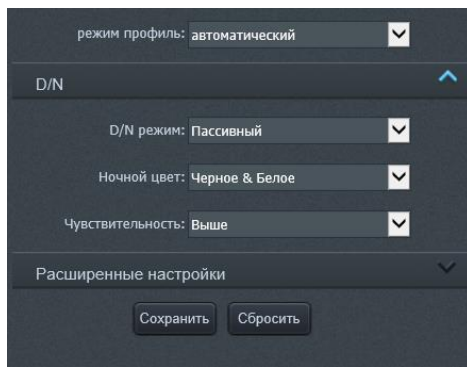 режим профиль: автоматический
D/N
D/N режим: Пассивный
Ночной цвет: Черное & Белое
Чувствительность: Выше
Расширенные настройки
Сохранить Сбросить